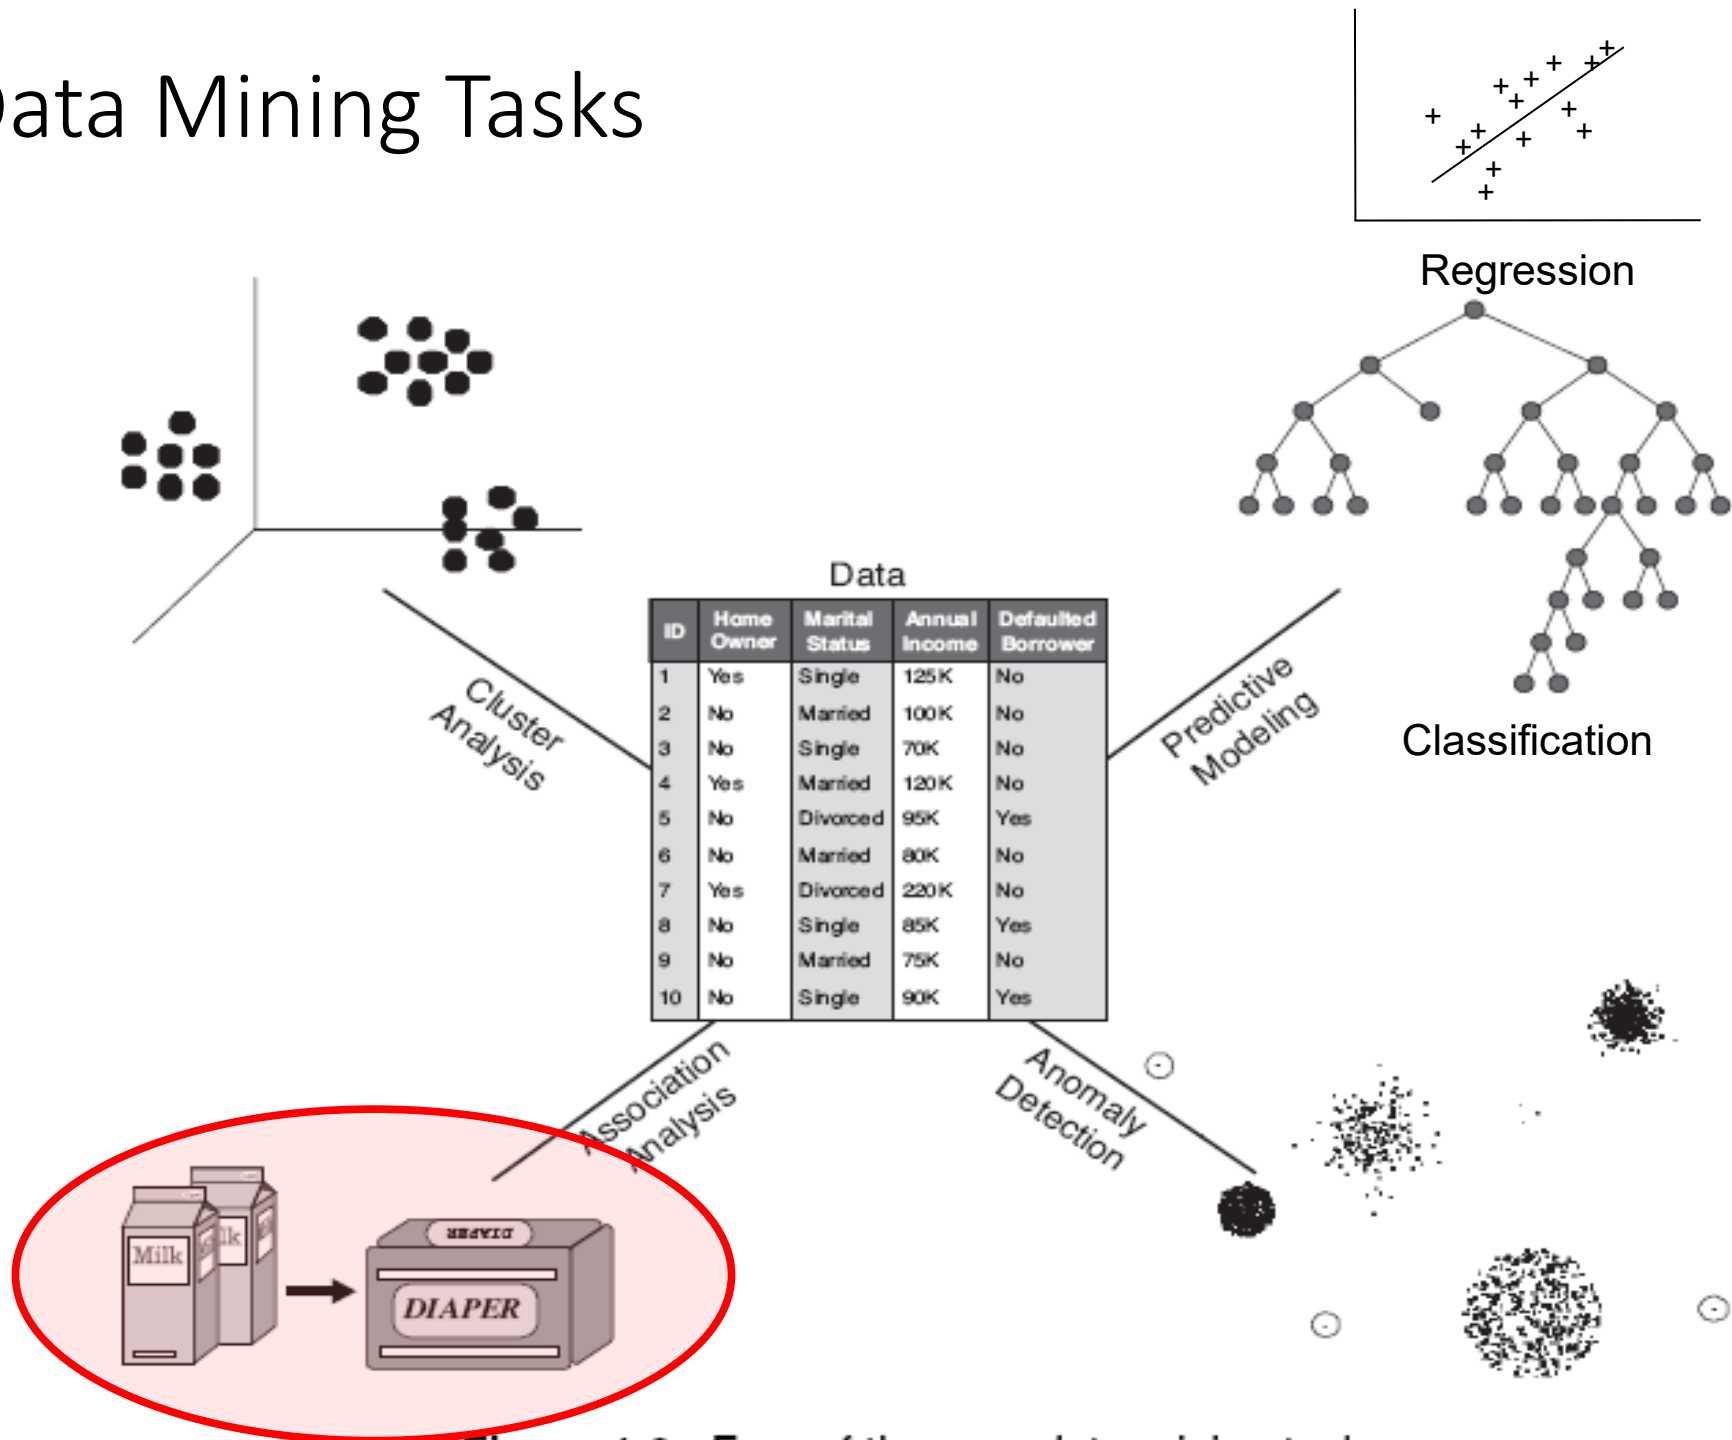 Data Mining Tasks
Regression
Classification
Cluster
Analysis
Predictive
Modeling
Data
ID Home Owner Marital Status Annual Income Defaulted Borrower
1 Yes Single 125K No
2 No Married 100K No
3 No Single 70K No
4 Yes Married 120K No
5 No Divorced 95K Yes
6 No Married 80K No
7 Yes Divorced 220K No
8 No Single 85K Yes
9 No Married 75K No
10 No Single 90K Yes
Association
Analysis
Anomaly
Detection
Milk
DIAPER
DIAPER